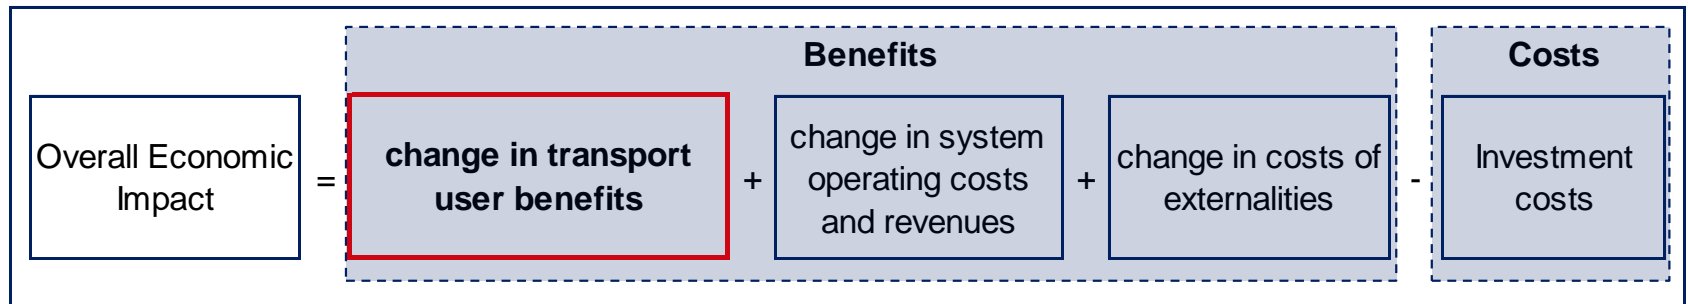 Benefits
Costs
Overall Economic
Impact
=
change in transport
user benefits
+
change in system
operating costs
and revenues
+
change in costs of
externalities
-
Investment
costs